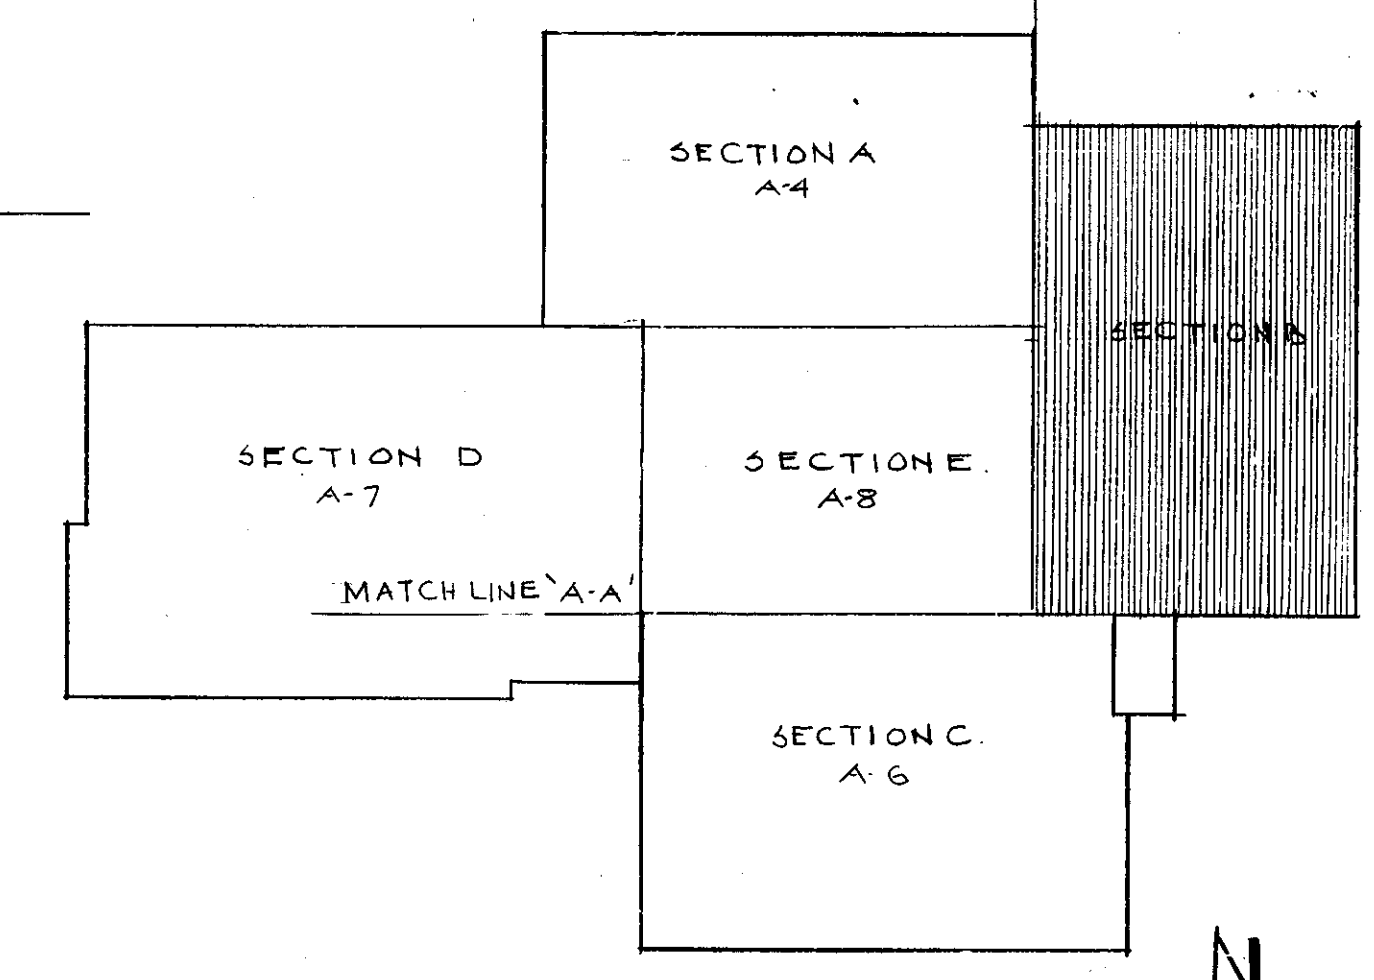 SECTION A
A-4
SECTION B
SECTION D
A-7
SECTION E.
A-8
MATCH LINE 'A-A'
SECTION C.
A-6
N